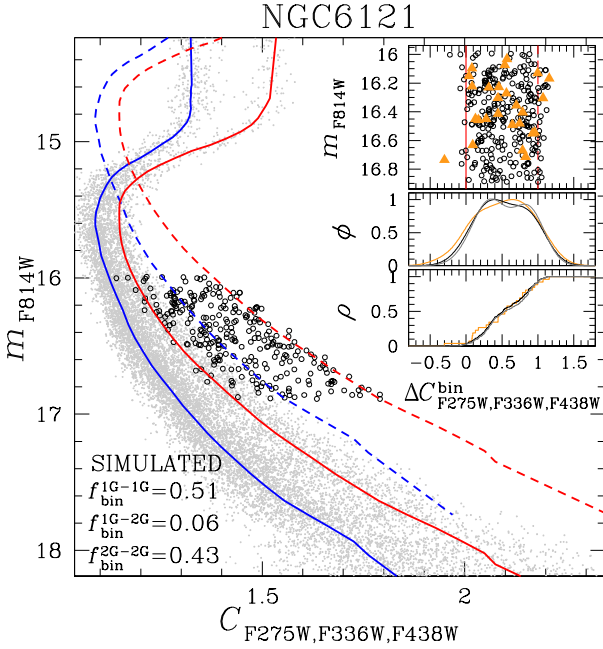 NGC6121
15
16
17
18
m F814W
1.5
2
C F275W,F336W,F438W
SIMULATED
f bin 1G-1G =0.51
f bin 1G-2G =0.06
f bin 2G-2G =0.43
16
16.2
16.4
16.6
16.8
m F814W
1
0.5
0
ϕ
1
0.5
0
ρ
−0.5
0
0.5
1
1.5
ΔC bin F275W,F336W,F438W